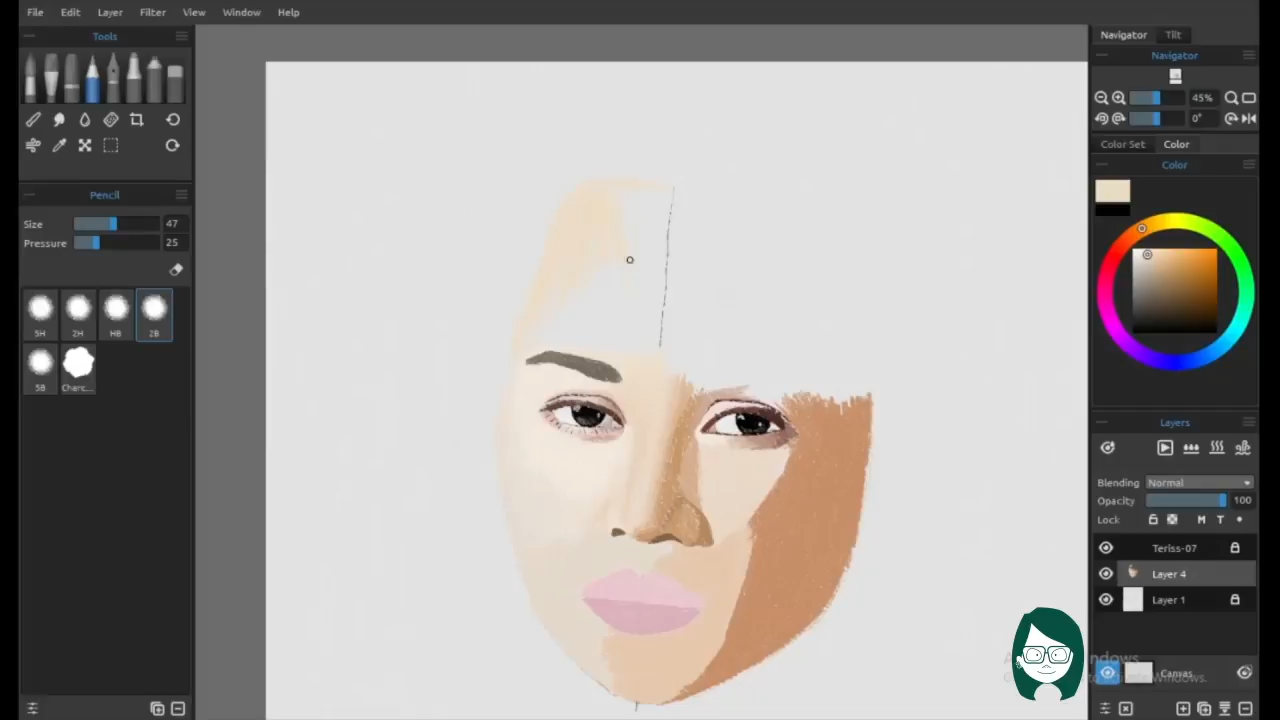 File Edit Layer Filter View Window Help
Tools
Pencil
Size 47
Pressure 25
5H 2H HB 2B
5B Charc...
Navigator Tilt
Navigator
45%
0°
Color Set Color
Color
Layers
Blending Normal
Opacity 100
Lock M T
Teriss-07
Layer 4
Layer 1
Canvas